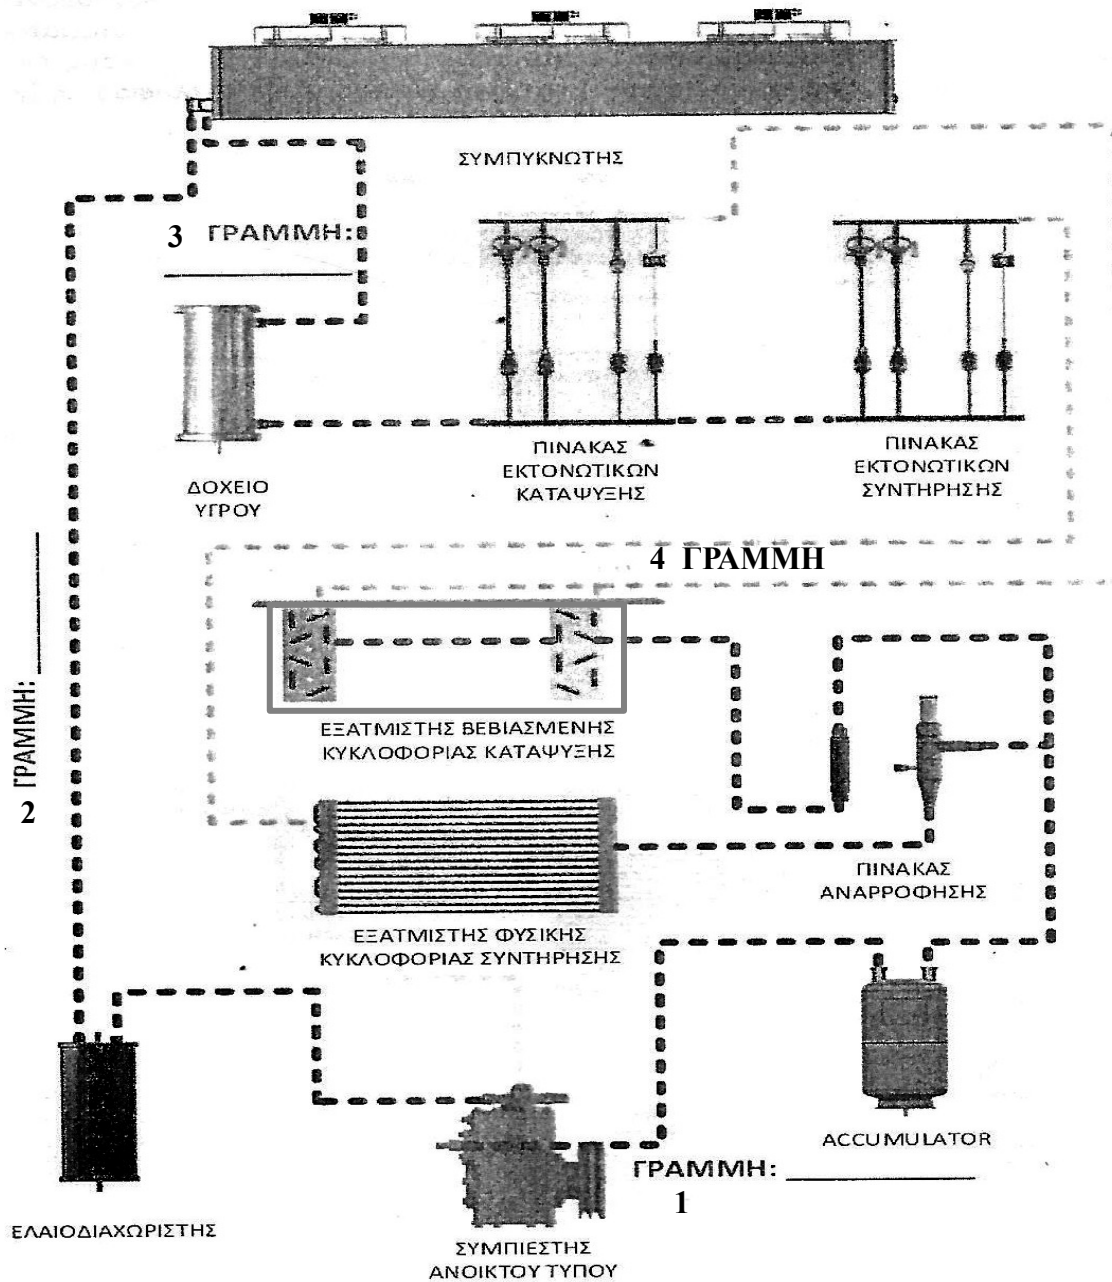 ΣΥΜΠΥΚΝΩΤΗΣ
3 ΓΡΑΜΜΗ:
ΔΟΧΕΙΟ
ΥΓΡΟΥ
ΠΙΝΑΚΑΣ
ΕΚΤΟΝΩΤΙΚΩΝ
ΚΑΤΑΨΥΞΗΣ
ΠΙΝΑΚΑΣ
ΕΚΤΟΝΩΤΙΚΩΝ
ΣΥΝΤΗΡΗΣΗΣ
4 ΓΡΑΜΜΗ
2 ΓΡΑΜΜΗ:
ΕΞΑΤΜΙΣΤΗΣ ΒΕΒΙΑΣΜΕΝΗΣ
ΚΥΚΛΟΦΟΡΙΑΣ ΚΑΤΑΨΥΞΗΣ
ΠΙΝΑΚΑΣ
ΑΝΑΡΡΟΦΗΣΗΣ
ΕΞΑΤΜΙΣΤΗΣ ΦΥΣΙΚΗΣ
ΚΥΚΛΟΦΟΡΙΑΣ ΣΥΝΤΗΡΗΣΗΣ
ACCUMULATOR
ΓΡΑΜΜΗ:
1
ΕΛΑΙΟΔΙΑΧΩΡΙΣΤΗΣ
ΣΥΜΠΙΕΣΤΗΣ
ΑΝΟΙΚΤΟΥ ΤΥΠΟΥ